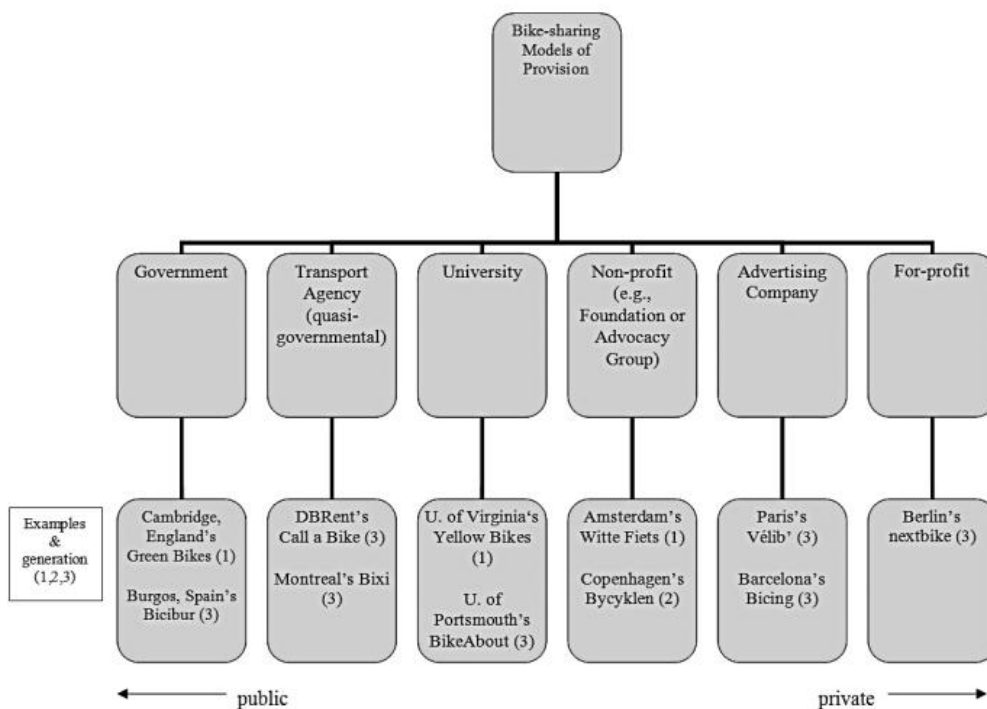 Bike-sharing
Models of
Provision
Government
Transport
Agency
(quasi-
governmental)
University
Non-profit
(e.g.,
Foundation or
Advocacy
Group)
Advertising
Company
For-profit
Examples
&
generation
(1,2,3)
Cambridge,
England's
Green Bikes (1)
Burgos, Spain's
Bicibur (3)
DBRent's
Call a Bike (3)
Montreal's Bixi
(3)
U. of Virginia‘s
Yellow Bikes
(1)
U. of
Portsmouth's
BikeAbout (3)
Amsterdam's
Witte Fiets (1)
Copenhagen's
Bycyklen (2)
Paris's
Vélib' (3)
Barcelona's
Bicing (3)
Berlin's
nextbike (3)
public
private